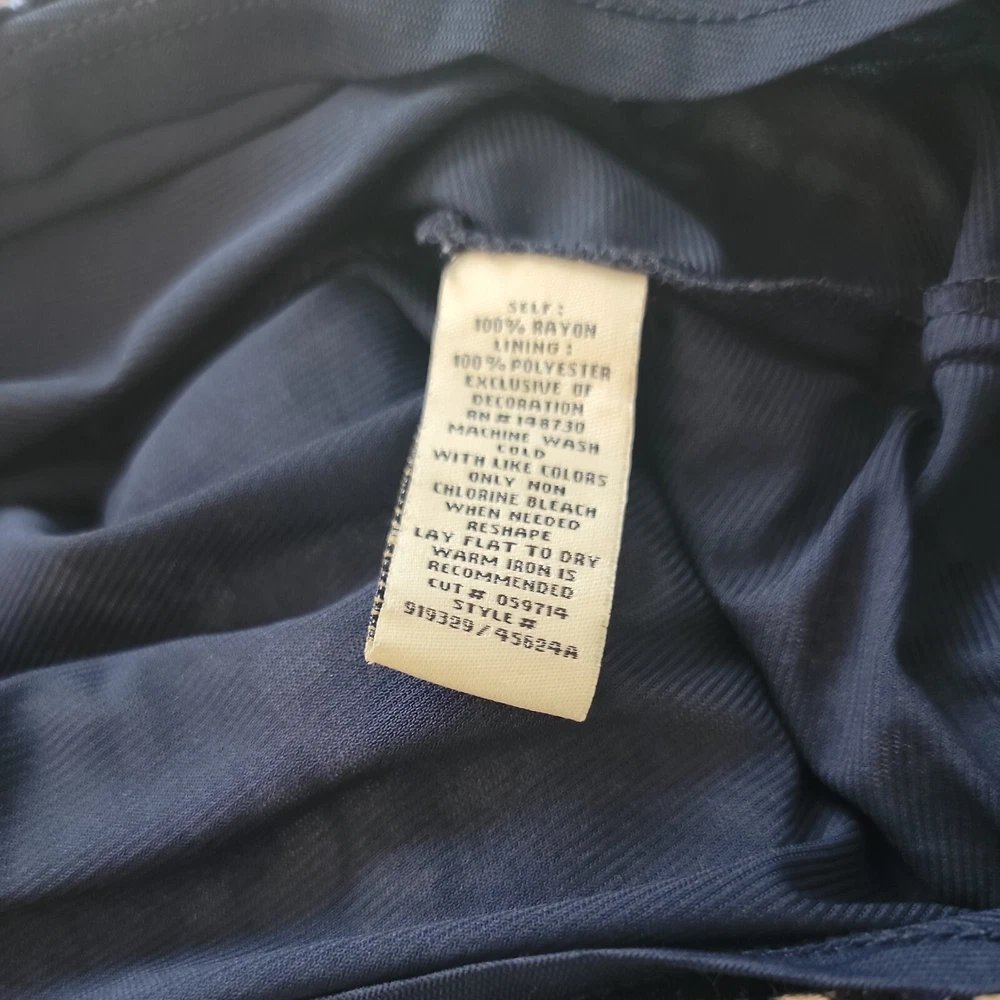 SELF:
100% RAYON
LINING:
100% POLYESTER
EXCLUSIVE OF
DECORATION
RN# 148730
MACHINE WASH
COLD
WITH LIKE COLORS
ONLY NON
CHLORINE BLEACH
WHEN NEEDED
RESHAPE
LAY FLAT TO DRY
WARM IRON IS
RECOMMENDED
CUT # 059714
STYLE #
919329/45624A